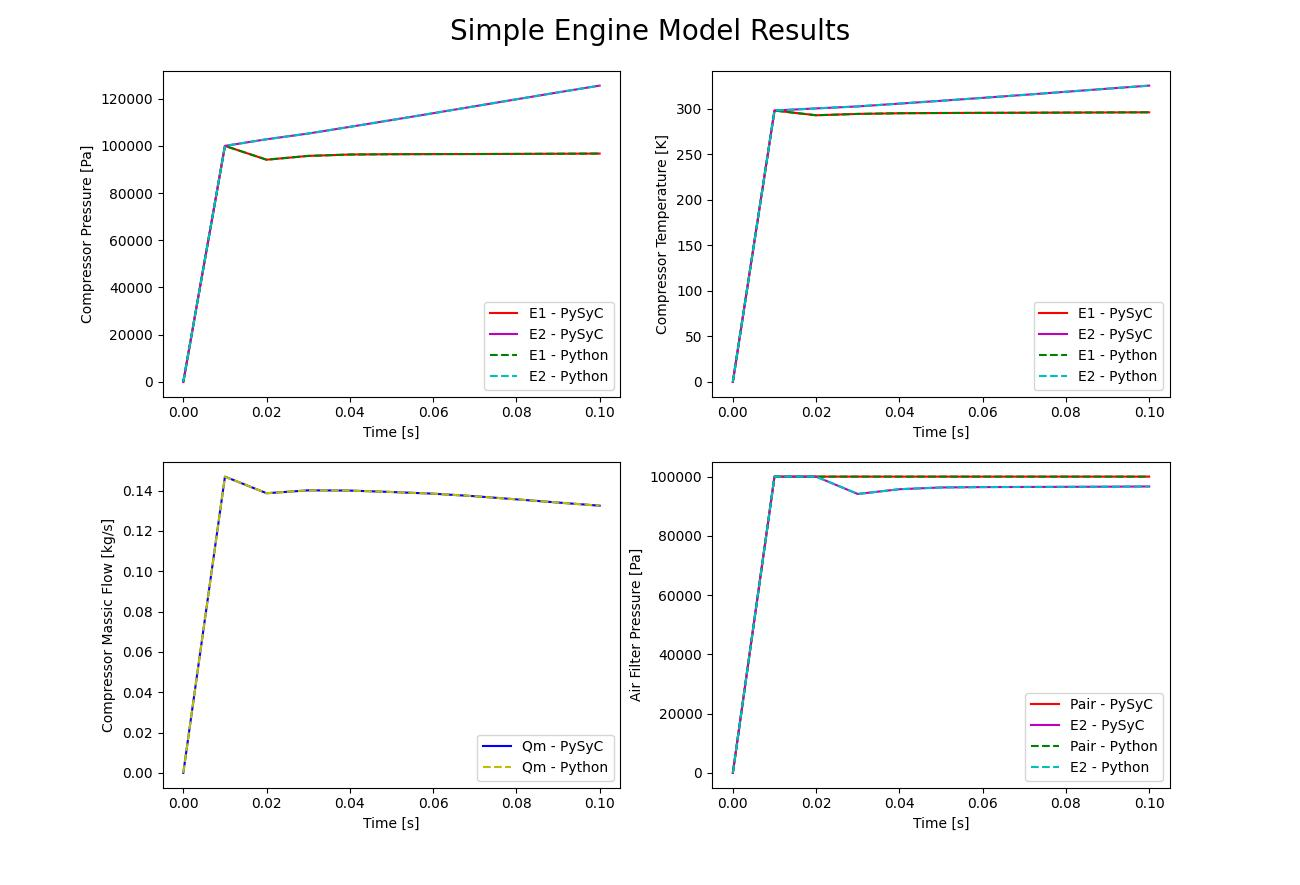 Simple Engine Model Results
Compressor Pressure [Pa]
120000
100000
80000
60000
40000
20000
0
0.00 0.02 0.04 0.06 0.08 0.10
Time [s]
E1 - PySyC
E2 - PySyC
E1 - Python
E2 - Python
Compressor Temperature [K]
300
250
200
150
100
50
0
0.00 0.02 0.04 0.06 0.08 0.10
Time [s]
E1 - PySyC
E2 - PySyC
E1 - Python
E2 - Python
Compressor Massic Flow [kg/s]
0.14
0.12
0.10
0.08
0.06
0.04
0.02
0.00
0.00 0.02 0.04 0.06 0.08 0.10
Time [s]
Qm - PySyC
Qm - Python
Air Filter Pressure [Pa]
100000
80000
60000
40000
20000
0
0.00 0.02 0.04 0.06 0.08 0.10
Time [s]
Pair - PySyC
E2 - PySyC
Pair - Python
E2 - Python